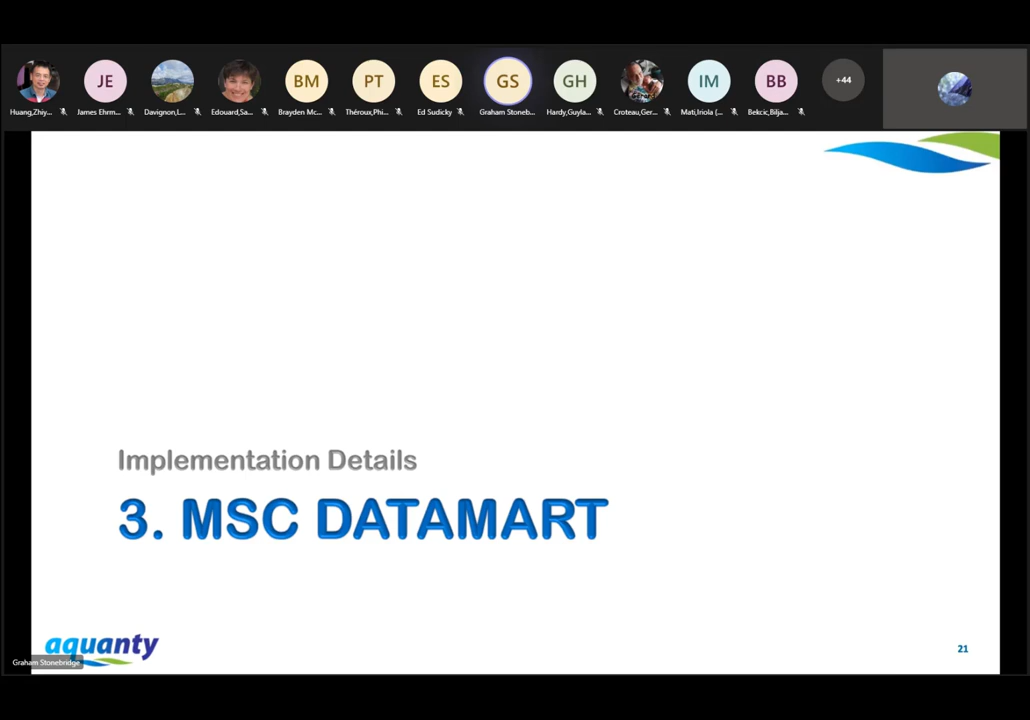 JE
BM
PT
ES
GS
GH
IM
BB
+44
Huang,Zhiy...
James Ehrm...
Davignon,L...
Edouard,Sa...
Brayden Mc...
Théroux,Phi...
Ed Sudicky
Graham Stoneb...
Hardy,Guyla...
Croteau,Ger...
Mati,Iriola (...
Bekcic,Bilja...
Implementation Details
3. MSC DATAMART
aquanty
Graham Stonebridge
21